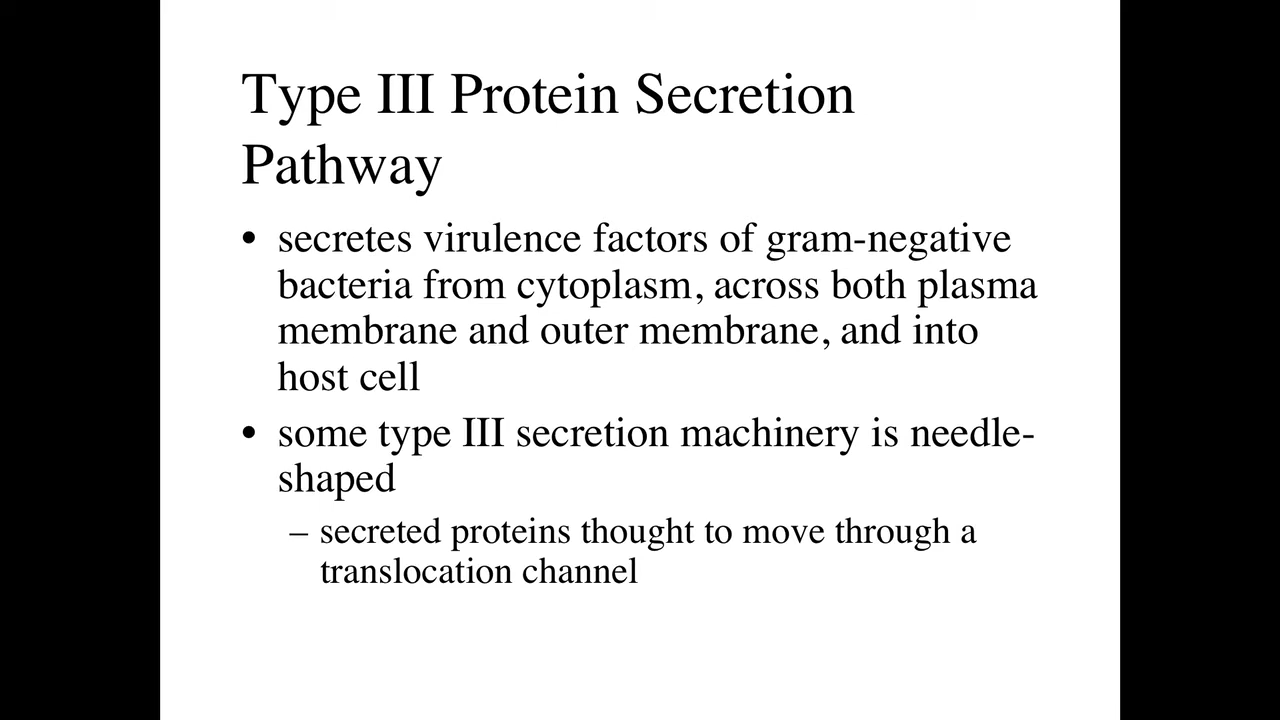 Type III Protein Secretion
Pathway
• secretes virulence factors of gram-negative
bacteria from cytoplasm, across both plasma
membrane and outer membrane, and into
host cell
• some type III secretion machinery is needle-
shaped
– secreted proteins thought to move through a
translocation channel